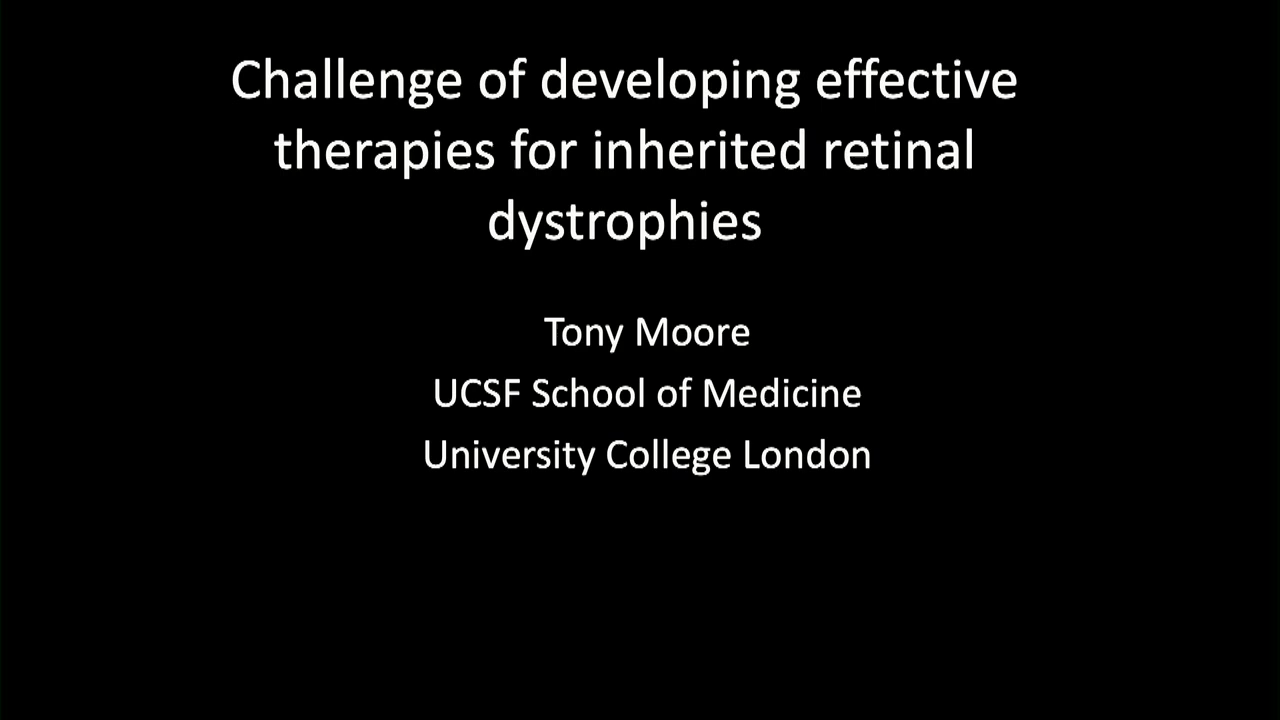 Challenge of developing effective
therapies for inherited retinal
dystrophies
Tony Moore
UCSF School of Medicine
University College London